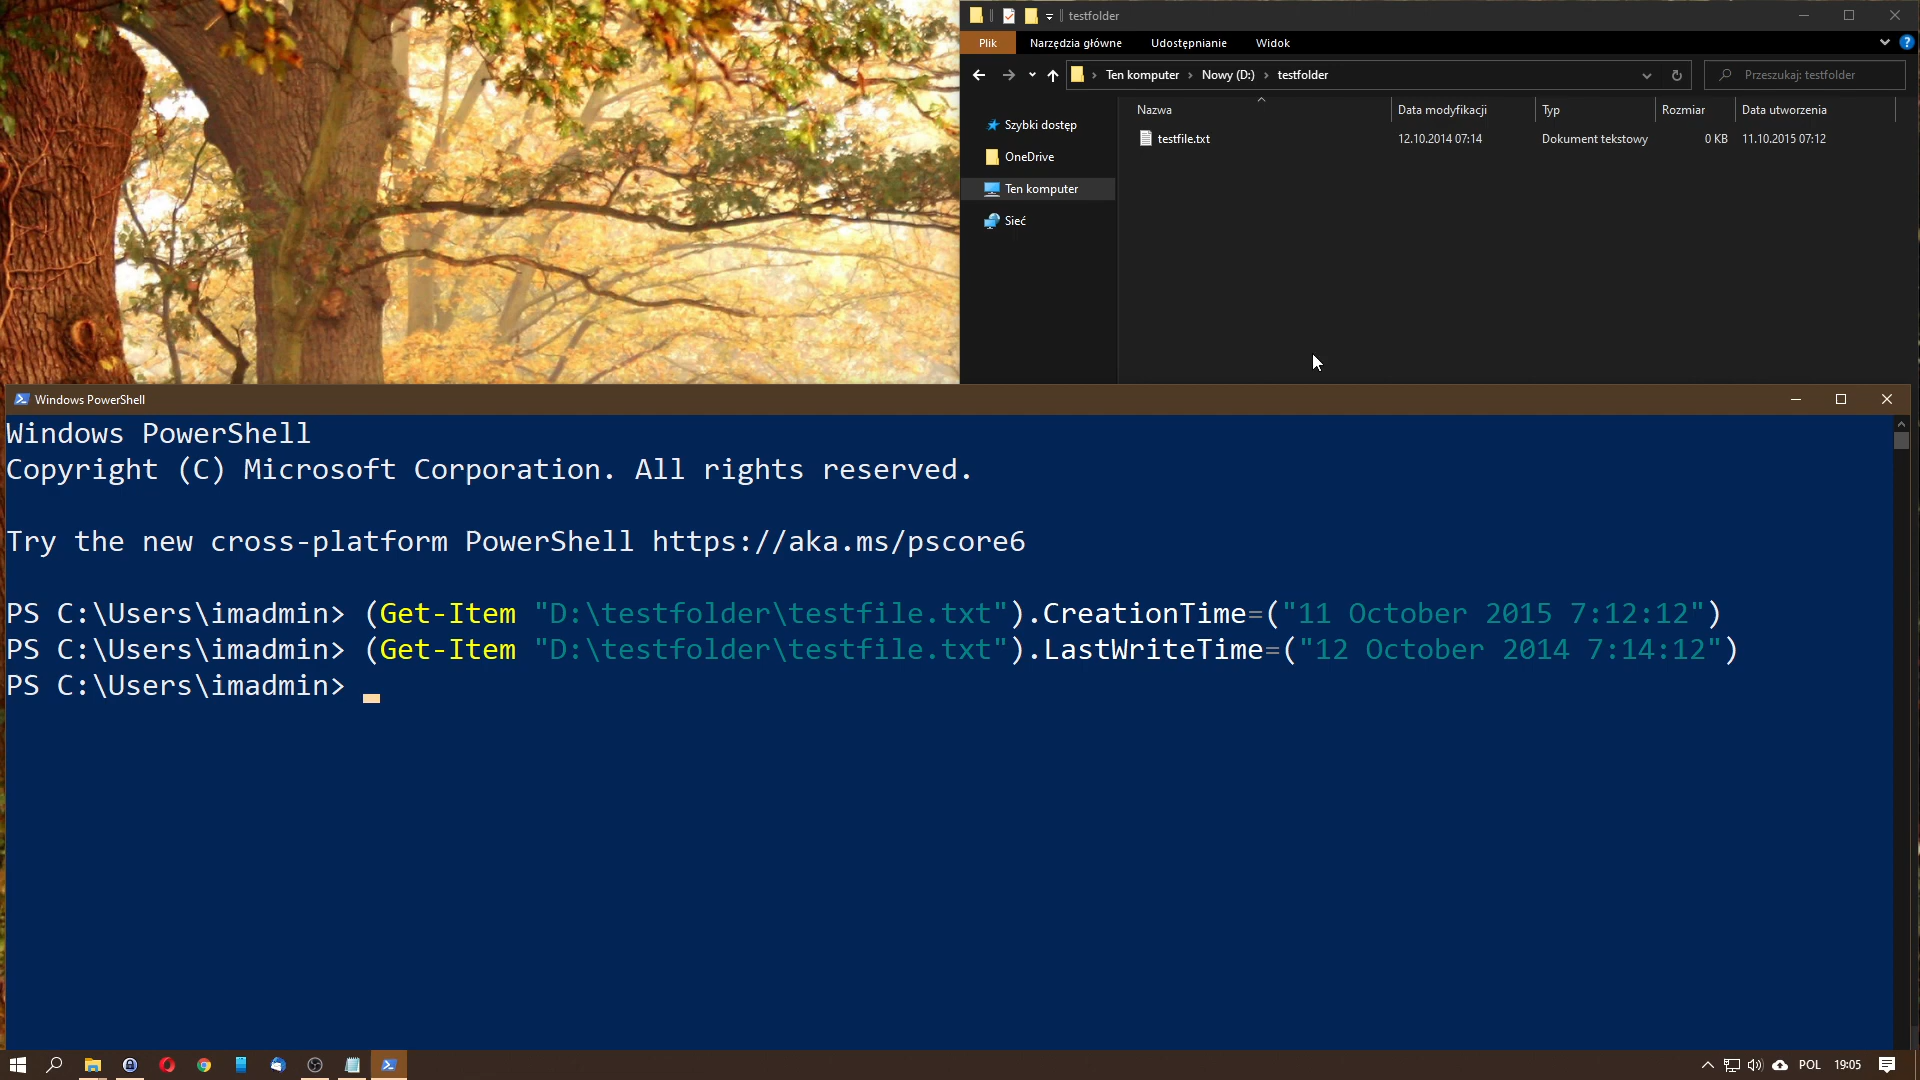 testfolder
Plik Narzędzia główne Udostępnianie Widok
Ten komputer Nowy (D:) testfolder Przeszukaj: testfolder
Nazwa Data modyfikacji Typ Rozmiar Data utworzenia
testfile.txt 12.10.2014 07:14 Dokument tekstowy 0 KB 11.10.2015 07:12
Szybki dostęp
OneDrive
Ten komputer
Sieć
Windows PowerShell
Windows PowerShell
Copyright (C) Microsoft Corporation. All rights reserved.
Try the new cross-platform PowerShell https://aka.ms/pscore6
PS C:\Users\imadmin> (Get-Item "D:\testfolder\testfile.txt").CreationTime=("11 October 2015 7:12:12")
PS C:\Users\imadmin> (Get-Item "D:\testfolder\testfile.txt").LastWriteTime=("12 October 2014 7:14:12")
PS C:\Users\imadmin>
POL 19:05